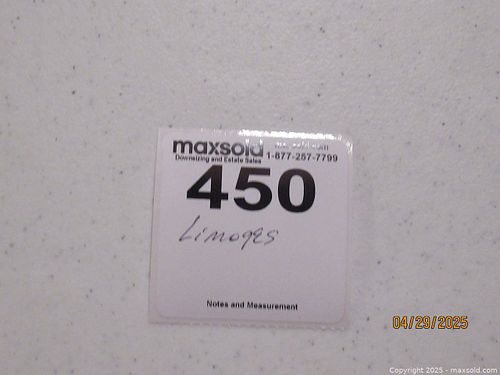 maxsold
1-877-257-7799
Downsizing and Estate Sales
450
Limoges
Notes and Measurement
04/29/2025
Copyright 2025 - maxsold.com